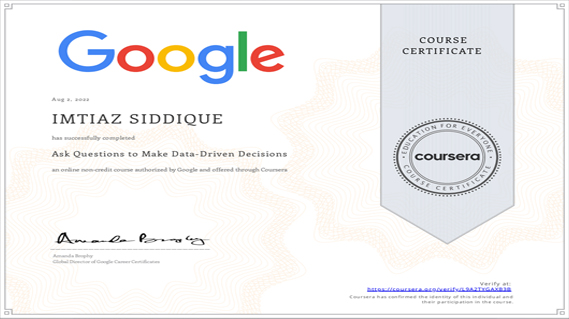 Google
COURSE
CERTIFICATE
Aug 2, 2022
IMTIAZ SIDDIQUE
has successfully completed
Ask Questions to Make Data-Driven Decisions
an online non-credit course authorized by Google and offered through Coursera
EDUCATION FOR EVERYONE
coursera
COURSE CERTIFICATE
Amanda Brophy
Amanda Brophy
Global Director of Google Career Certificates
Verify at:
https://coursera.org/verify/
Coursera has confirmed the identity of this individual and
their participation in the course.